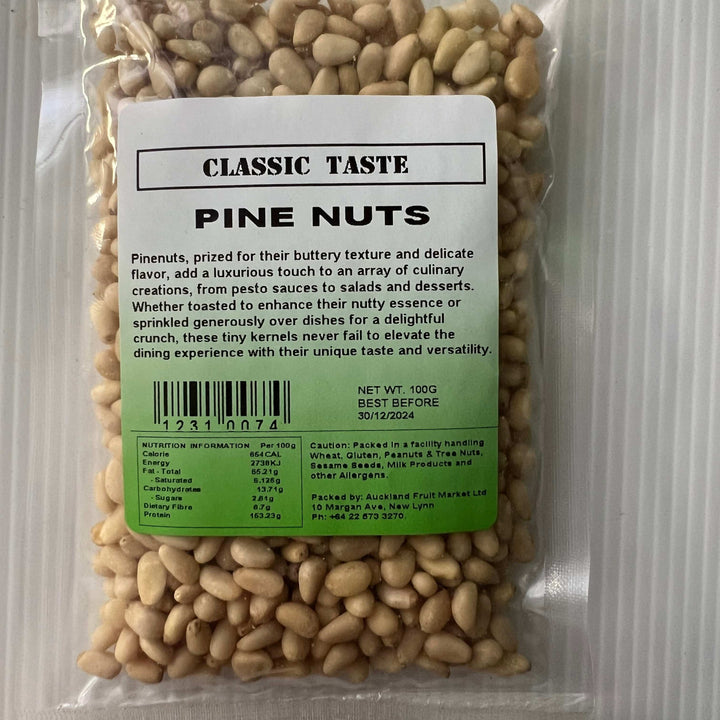 CLASSIC TASTE
PINE NUTS
Pinenuts, prized for their buttery texture and delicate
flavor, add a luxurious touch to an array of culinary
creations, from pesto sauces to salads and desserts.
Whether toasted to enhance their nutty essence or
sprinkled generously over dishes for a delightful
crunch, these tiny kernels never fail to elevate the
dining experience with their unique taste and versatility.
1231 0074
NET WT. 100G
BEST BEFORE
30/12/2024
NUTRITION INFORMATION Per 100g
Calorie 654CAL
Energy 2738KJ
Fat - Total 65.21g
- Saturated 5.125g
Carbohydrates 13.71g
- Sugars 2.81g
Dietary Fibre 6.7g
Protein 153.23g
Caution: Packed in a facility handling
Wheat, Gluten, Peanuts & Tree Nuts,
Sesame Seeds, Milk Products and
other Allergens.
Packed by: Auckland Fruit Market Ltd
10 Margan Ave, New Lynn
Ph: +64 22 673 3270.